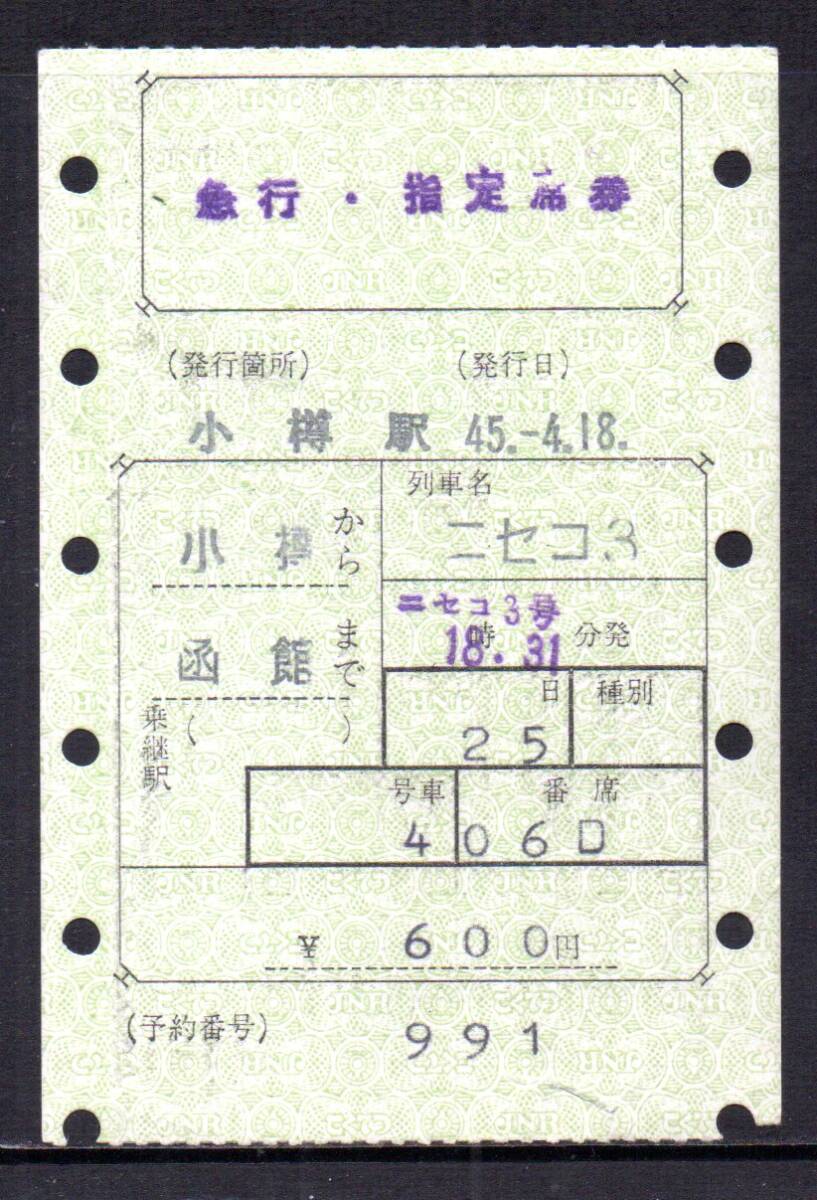 急行・指定席券
(発行箇所) (発行日)
小樽駅 45.-4.18.
小樽から
函館まで
乗継駅 ( )
列車名
ニセコ3
ニセコ3号
時 分発
18.31
日 種別
25
号車 番席
4 06D
¥ 600円
(予約番号) 991